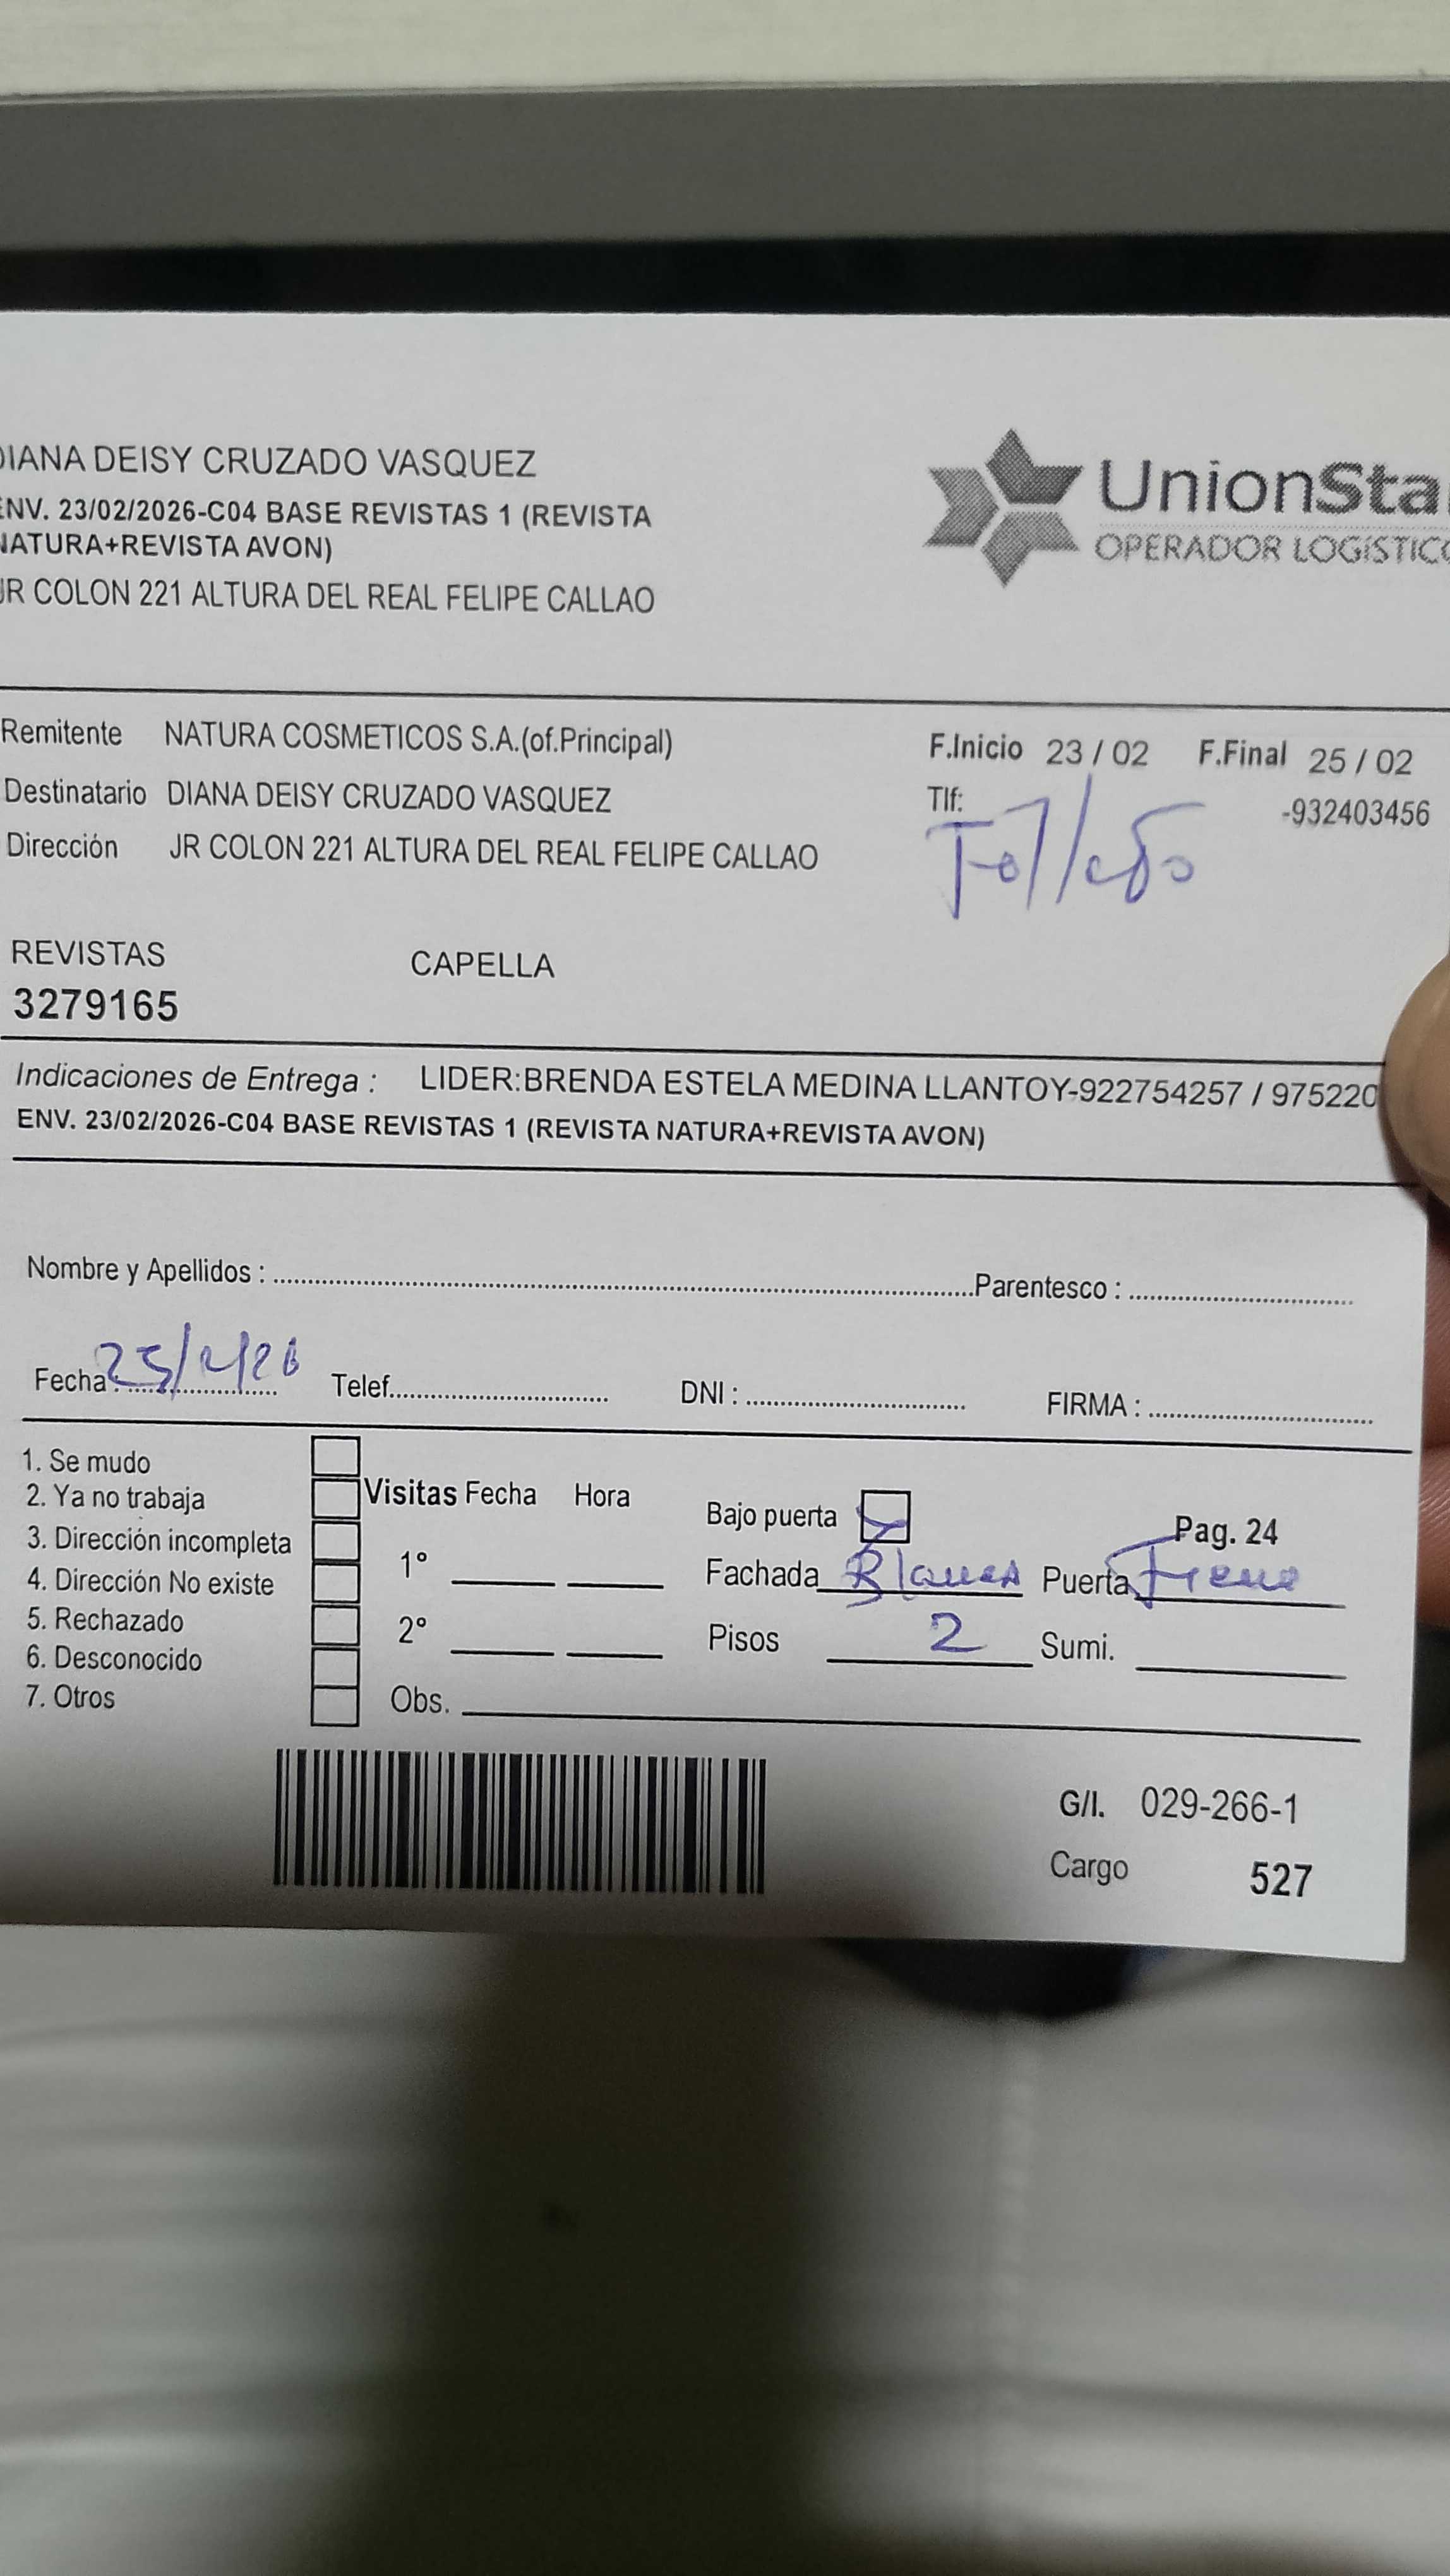 DIANA DEISY CRUZADO VASQUEZ
ENV. 23/02/2026-C04 BASE REVISTAS 1 (REVISTA
NATURA+REVISTA AVON)
JR COLON 221 ALTURA DEL REAL FELIPE CALLAO
UnionSta
OPERADOR LOGÍSTICO
Remitente NATURA COSMETICOS S.A.(of.Principal)
F.Inicio 23 / 02 F.Final 25 / 02
Destinatario DIANA DEISY CRUZADO VASQUEZ
Tlf: -932403456
Dirección JR COLON 221 ALTURA DEL REAL FELIPE CALLAO
REVISTAS CAPELLA
3279165
Indicaciones de Entrega : LIDER:BRENDA ESTELA MEDINA LLANTOY-922754257 / 975220
ENV. 23/02/2026-C04 BASE REVISTAS 1 (REVISTA NATURA+REVISTA AVON)
Nombre y Apellidos : Parentesco :
Fecha : 25/2/26 Telef. DNI : FIRMA :
1. Se mudo
2. Ya no trabaja
3. Dirección incompleta
4. Dirección No existe
5. Rechazado
6. Desconocido
7. Otros
Visitas Fecha Hora
1°
2°
Obs.
Bajo puerta Pag. 24
Fachada Blanca Puerta
Pisos 2 Sumi.
G/I. 029-266-1
Cargo 527